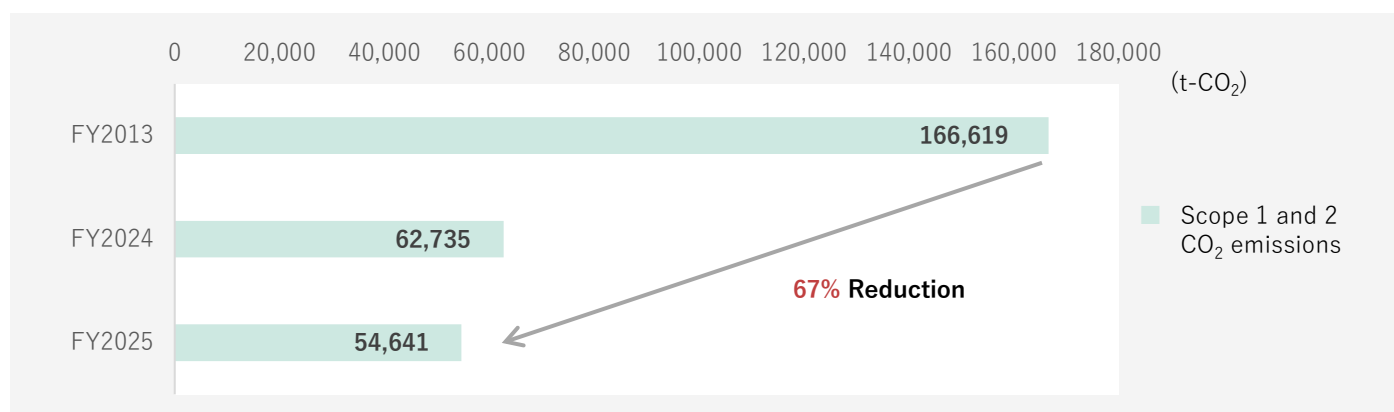 0 20,000 40,000 60,000 80,000 100,000 120,000 140,000 160,000 180,000
(t-CO₂)
FY2013 166,619
FY2024 62,735
Scope 1 and 2
CO₂ emissions
67% Reduction
FY2025 54,641